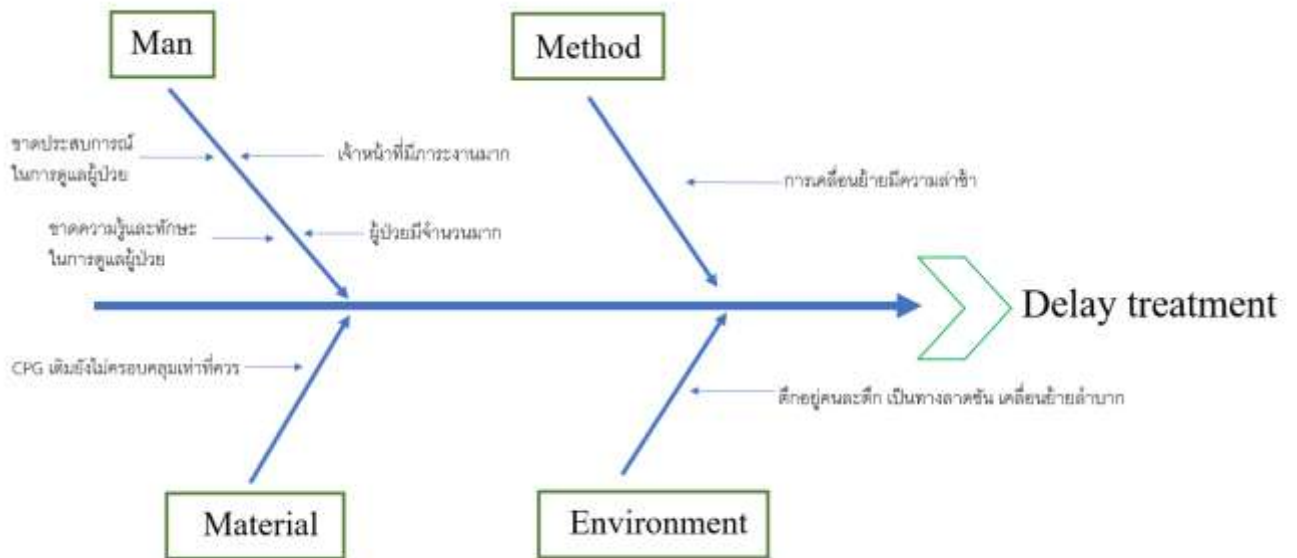 Man
Method
ขาดประสบการณ์
ในการดูแลผู้ป่วย
เจ้าหน้าที่มีภาระงานมาก
การเคลื่อนย้ายมีความล่าช้า
ขาดความรู้และทักษะ
ในการดูแลผู้ป่วย
ผู้ป่วยมีจำนวนมาก
Delay treatment
CPG เดิมยังไม่ครอบคลุมเท่าที่ควร
ตึกอยู่คนละตึก เป็นทางลาดชัน เคลื่อนย้ายลำบาก
Material
Environment